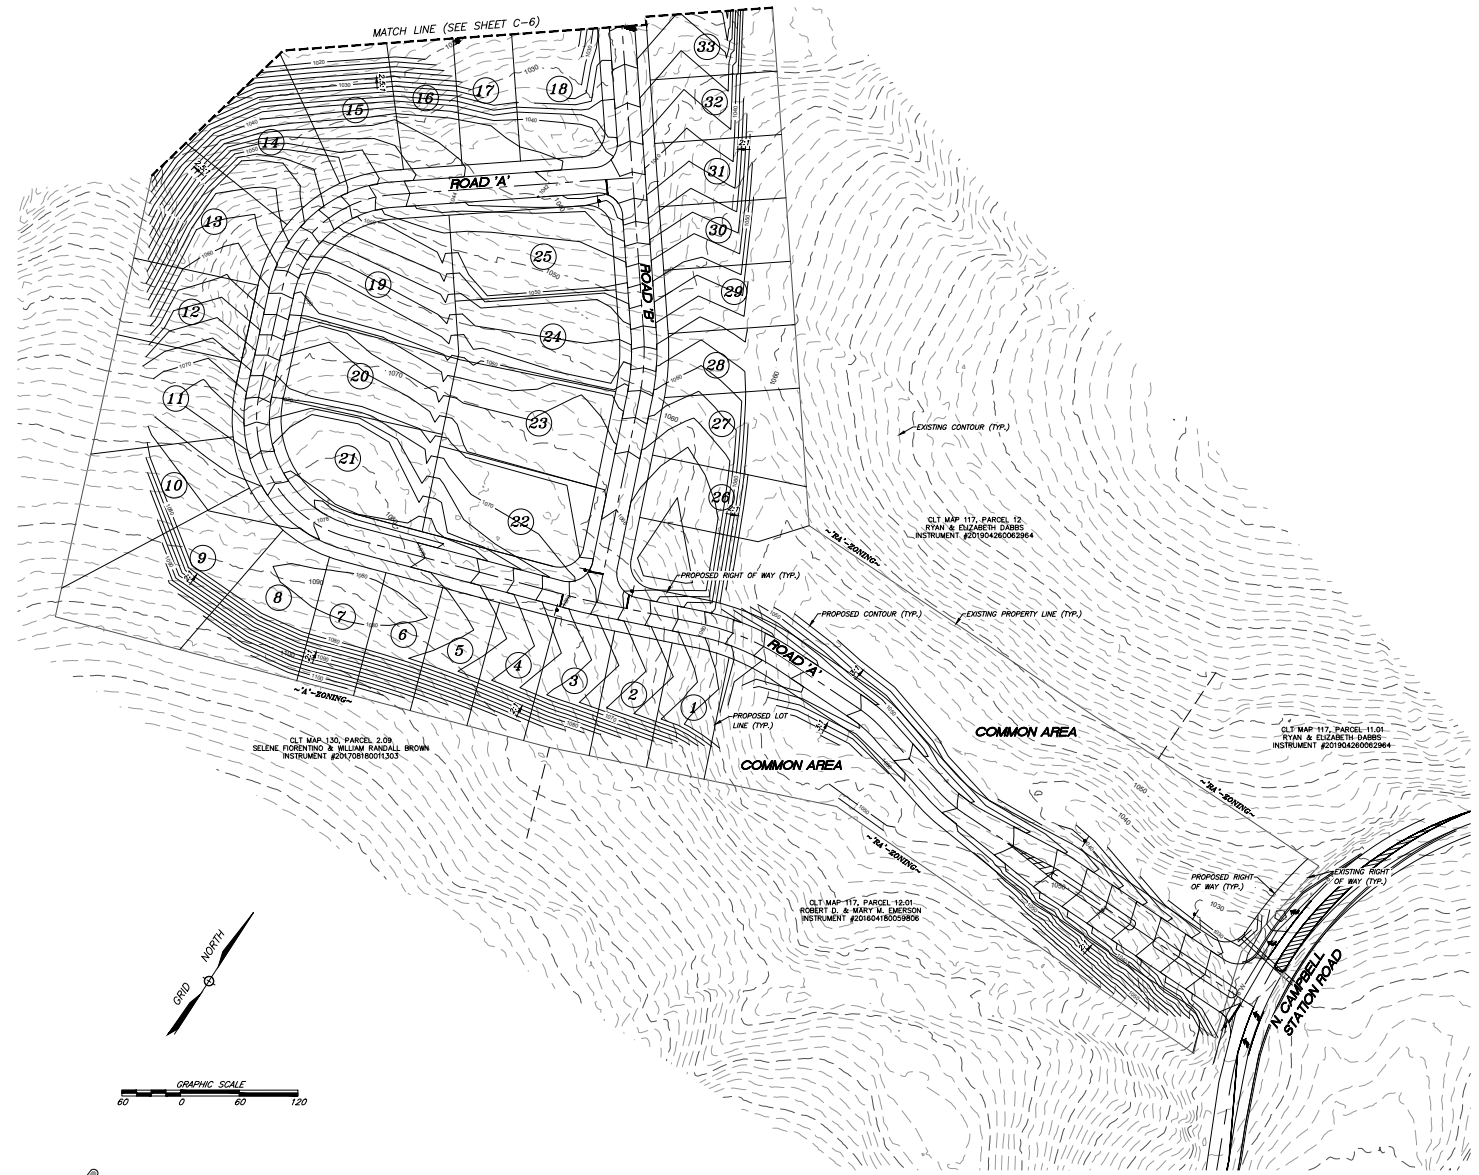 MATCH LINE (SEE SHEET C-6)
33
18
17
16
15
32
14
31
ROAD 'A'
13
30
25
19
29
ROAD 'B'
12
24
28
20
11
27
23
EXISTING CONTOUR (TYP.)
21
10
26
22
CLT MAP 117, PARCEL 12
RYAN & ELIZABETH DABBS
INSTRUMENT #201904260062964
~'RA'-ZONING~
9
PROPOSED RIGHT OF WAY (TYP.)
8
7
6
5
4
3
2
1
PROPOSED CONTOUR (TYP.)
EXISTING PROPERTY LINE (TYP.)
ROAD 'A'
~'A'-ZONING~
PROPOSED LOT
LINE (TYP.)
COMMON AREA
COMMON AREA
CLT MAP 117, PARCEL 11.01
RYAN & ELIZABETH DABBS
INSTRUMENT #201904260062964
CLT MAP 130, PARCEL 2.09
SELENE FIORENTINO & WILLIAM RANDALL BROWN
INSTRUMENT #201708180011303
~'RA'-ZONING~
~'RA'-ZONING~
PROPOSED RIGHT
OF WAY (TYP.)
EXISTING RIGHT
OF WAY (TYP.)
CLT MAP 117, PARCEL 12.01
ROBERT D. & MARY M. EMERSON
INSTRUMENT #201604180059806
N. CAMPBELL
STATION ROAD
GRID NORTH
GRAPHIC SCALE
60 0 60 120